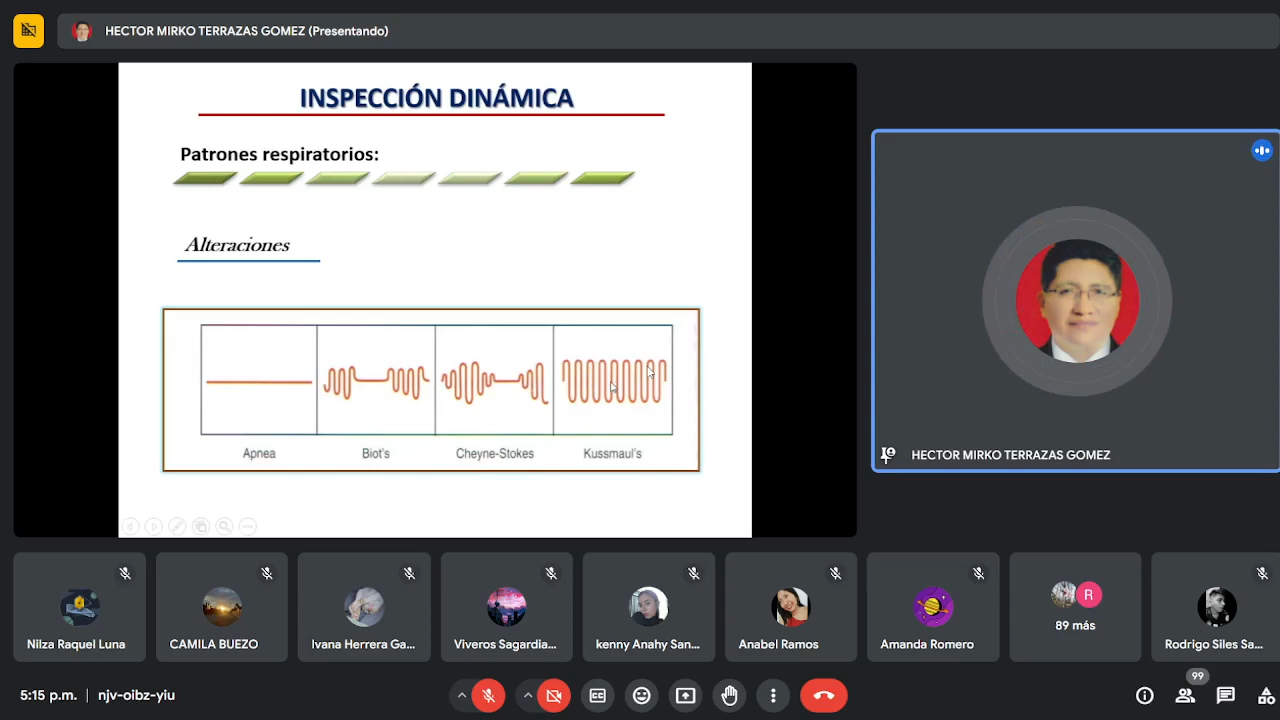 HECTOR MIRKO TERRAZAS GOMEZ (Presentando)
INSPECCIÓN DINÁMICA
Patrones respiratorios:
Alteraciones
Apnea
Biot's
Cheyne-Stokes
Kussmaul's
HECTOR MIRKO TERRAZAS GOMEZ
Nilza Raquel Luna
CAMILA BUEZO
Ivana Herrera Ga...
Viveros Sagardia...
kenny Anahy San...
Anabel Ramos
Amanda Romero
R
89 más
Rodrigo Siles Sa...
5:15 p.m.
njv-oibz-yiu
99